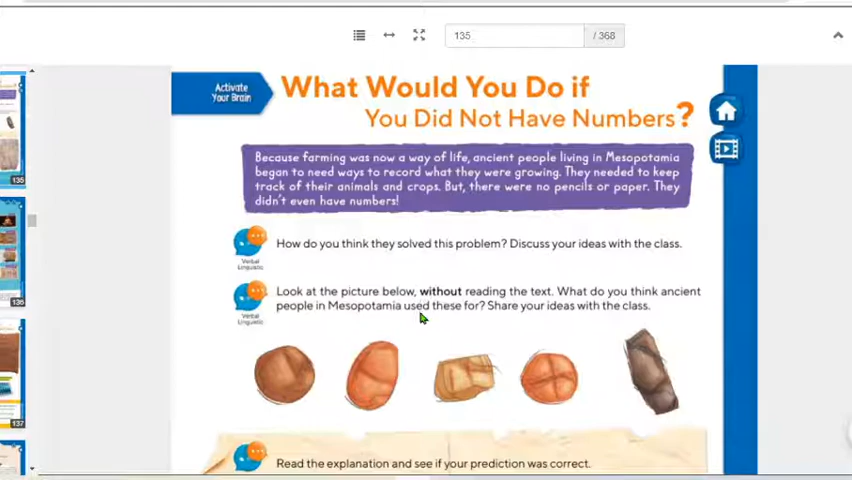 135
/ 368
Activate
Your Brain
What Would You Do if
You Did Not Have Numbers?
Because farming was now a way of life, ancient people living in Mesopotamia
began to need ways to record what they were growing. They needed to keep
track of their animals and crops. But, there were no pencils or paper. They
didn't even have numbers!
How do you think they solved this problem? Discuss your ideas with the class.
Verbal
Linguistic
Look at the picture below, without reading the text. What do you think ancient
people in Mesopotamia used these for? Share your ideas with the class.
Verbal
Linguistic
Read the explanation and see if your prediction was correct.
135
136
137